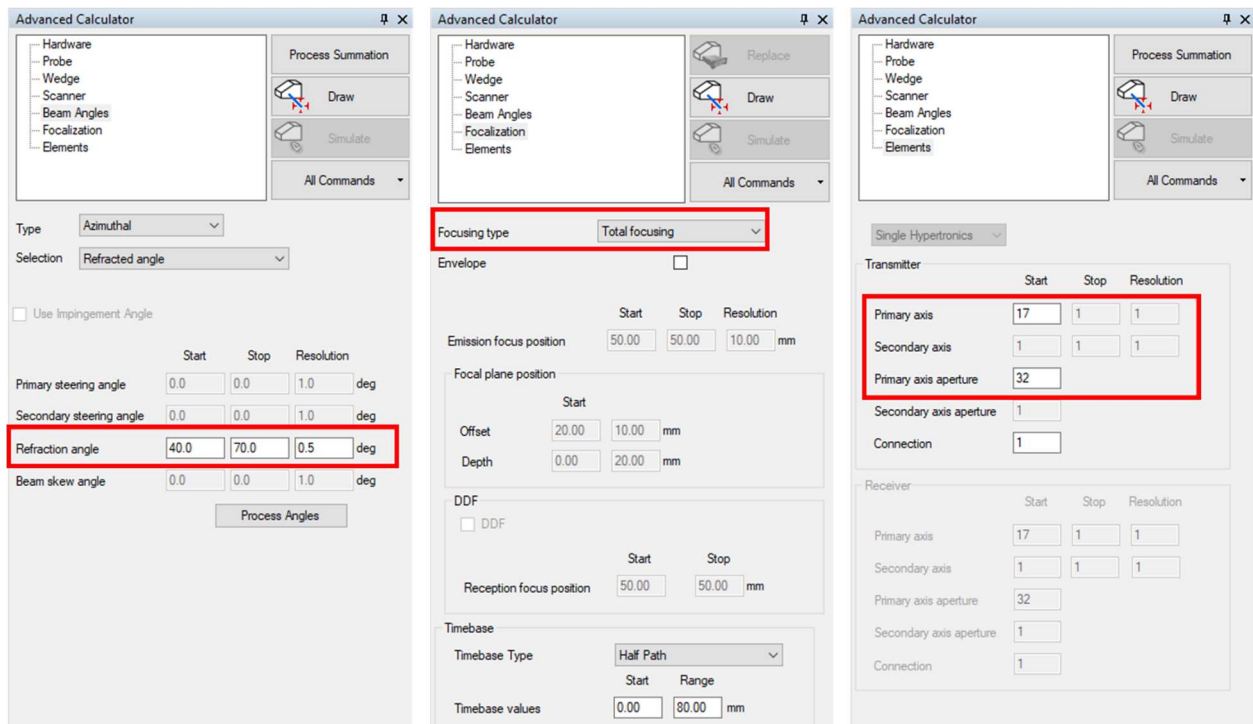 Advanced Calculator
Hardware
Probe
Wedge
Scanner
Beam Angles
Focalization
Elements
Process Summation
Draw
Simulate
All Commands
Type Azimuthal
Selection Refracted angle
Use Impingement Angle
Start Stop Resolution
Primary steering angle 0.0 0.0 1.0 deg
Secondary steering angle 0.0 0.0 1.0 deg
Refraction angle 40.0 70.0 0.5 deg
Beam skew angle 0.0 0.0 1.0 deg
Process Angles
Advanced Calculator
Hardware
Probe
Wedge
Scanner
Beam Angles
Focalization
Elements
Replace
Draw
Simulate
All Commands
Focusing type Total focusing
Envelope
Start Stop Resolution
Emission focus position 50.00 50.00 10.00 mm
Focal plane position
Start
Offset 20.00 10.00 mm
Depth 0.00 20.00 mm
DDF
DDF
Start Stop
Reception focus position 50.00 50.00 mm
Timebase
Timebase Type Half Path
Start Range
Timebase values 0.00 80.00 mm
Advanced Calculator
Hardware
Probe
Wedge
Scanner
Beam Angles
Focalization
Elements
Process Summation
Draw
Simulate
All Commands
Single Hypertronics
Transmitter
Start Stop Resolution
Primary axis 17 1 1
Secondary axis 1 1 1
Primary axis aperture 32
Secondary axis aperture 1
Connection 1
Receiver
Start Stop Resolution
Primary axis 17 1 1
Secondary axis 1 1 1
Primary axis aperture 32
Secondary axis aperture 1
Connection 1